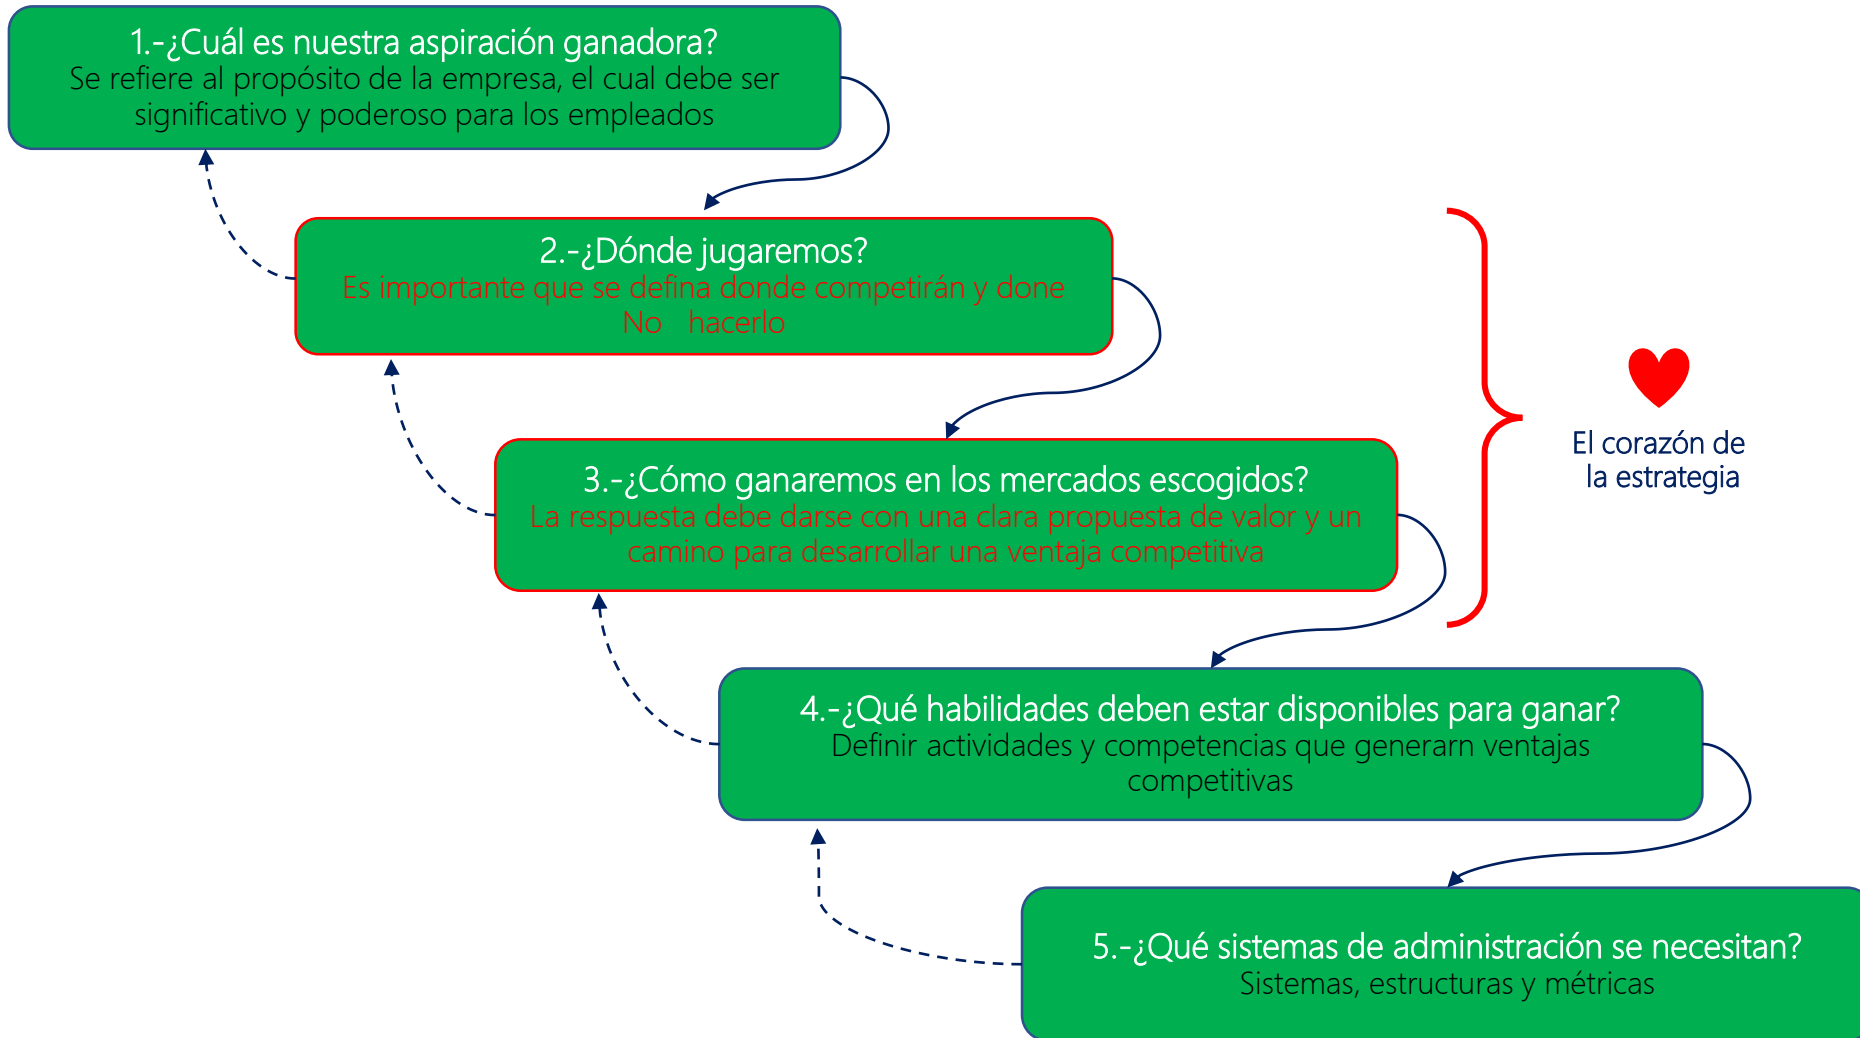 1.-¿Cuál es nuestra aspiración ganadora?
Se refiere al propósito de la empresa, el cual debe ser
significativo y poderoso para los empleados
2.-¿Dónde jugaremos?
Es importante que se defina donde competirán y done
No hacerlo
3.-¿Cómo ganaremos en los mercados escogidos?
La respuesta debe darse con una clara propuesta de valor y un
camino para desarrollar una ventaja competitiva
El corazón de
la estrategia
4.-¿Qué habilidades deben estar disponibles para ganar?
Definir actividades y competencias que generarn ventajas
competitivas
5.-¿Qué sistemas de administración se necesitan?
Sistemas, estructuras y métricas